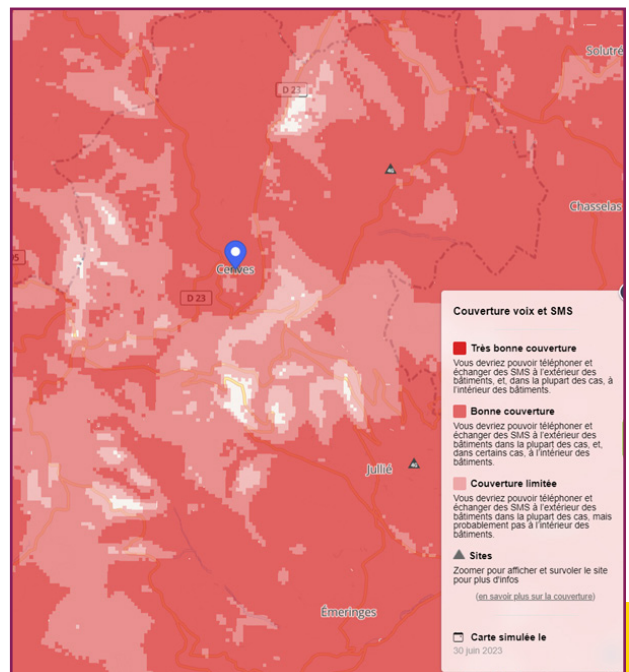 Solutré
D 23
4G
Chasselas
Cenves
D 23
Couverture voix et SMS
Très bonne couverture
Vous devriez pouvoir téléphoner et
échanger des SMS à l'extérieur des
bâtiments, et, dans la plupart des cas, à
l'intérieur des bâtiments.
Bonne couverture
Vous devriez pouvoir téléphoner et
échanger des SMS à l'extérieur des
bâtiments dans la plupart des cas, et,
dans certains cas, à l'intérieur des
bâtiments.
Couverture limitée
Vous devriez pouvoir téléphoner et
échanger des SMS à l'extérieur des
bâtiments dans la plupart des cas, mais
probablement pas à l'intérieur des
bâtiments.
Sites
Zoomer pour afficher et survoler le site
pour plus d'infos
(en savoir plus sur la couverture)
Carte simulée le
30 juin 2023
Jullié
4G
Émeringes